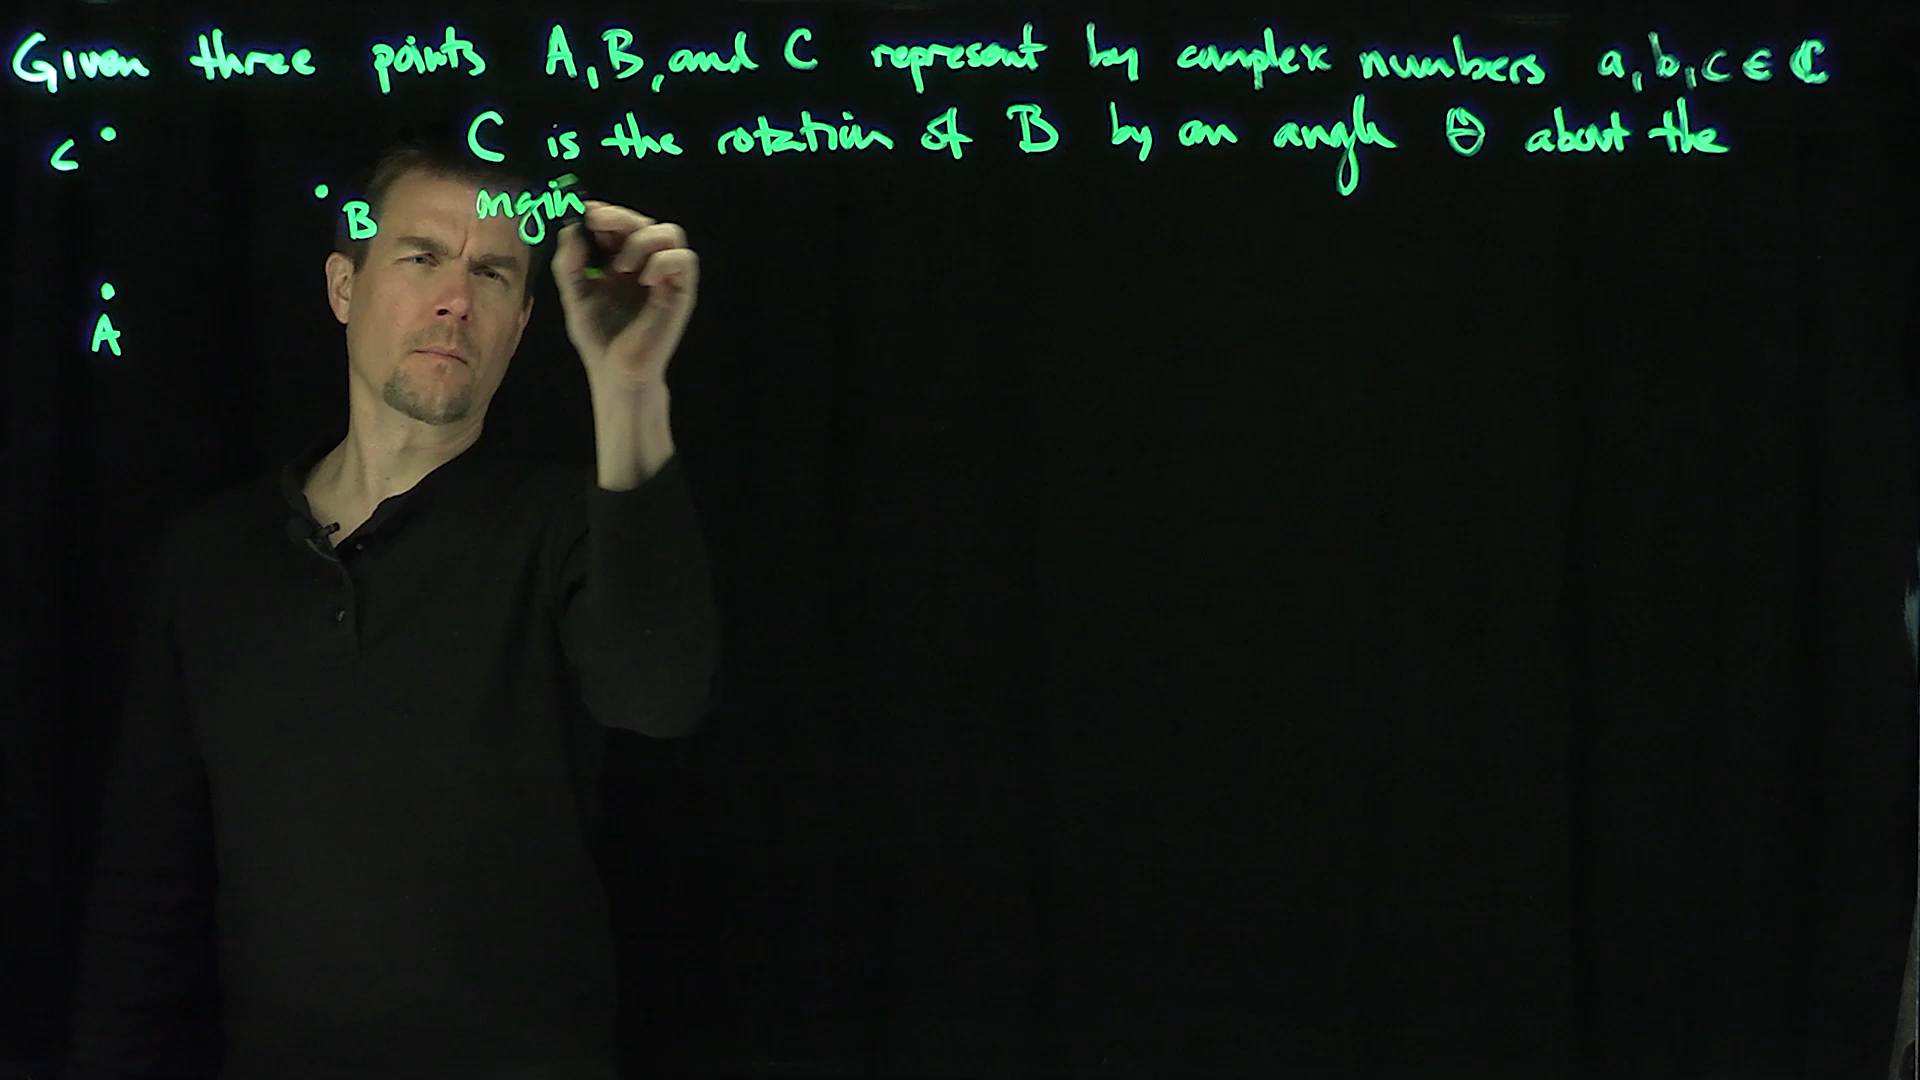 Given three points A, B, and C represent by complex numbers a, b, c ∈ ℂ
C is the rotation of B by an angle θ about the
origin
C
B
A